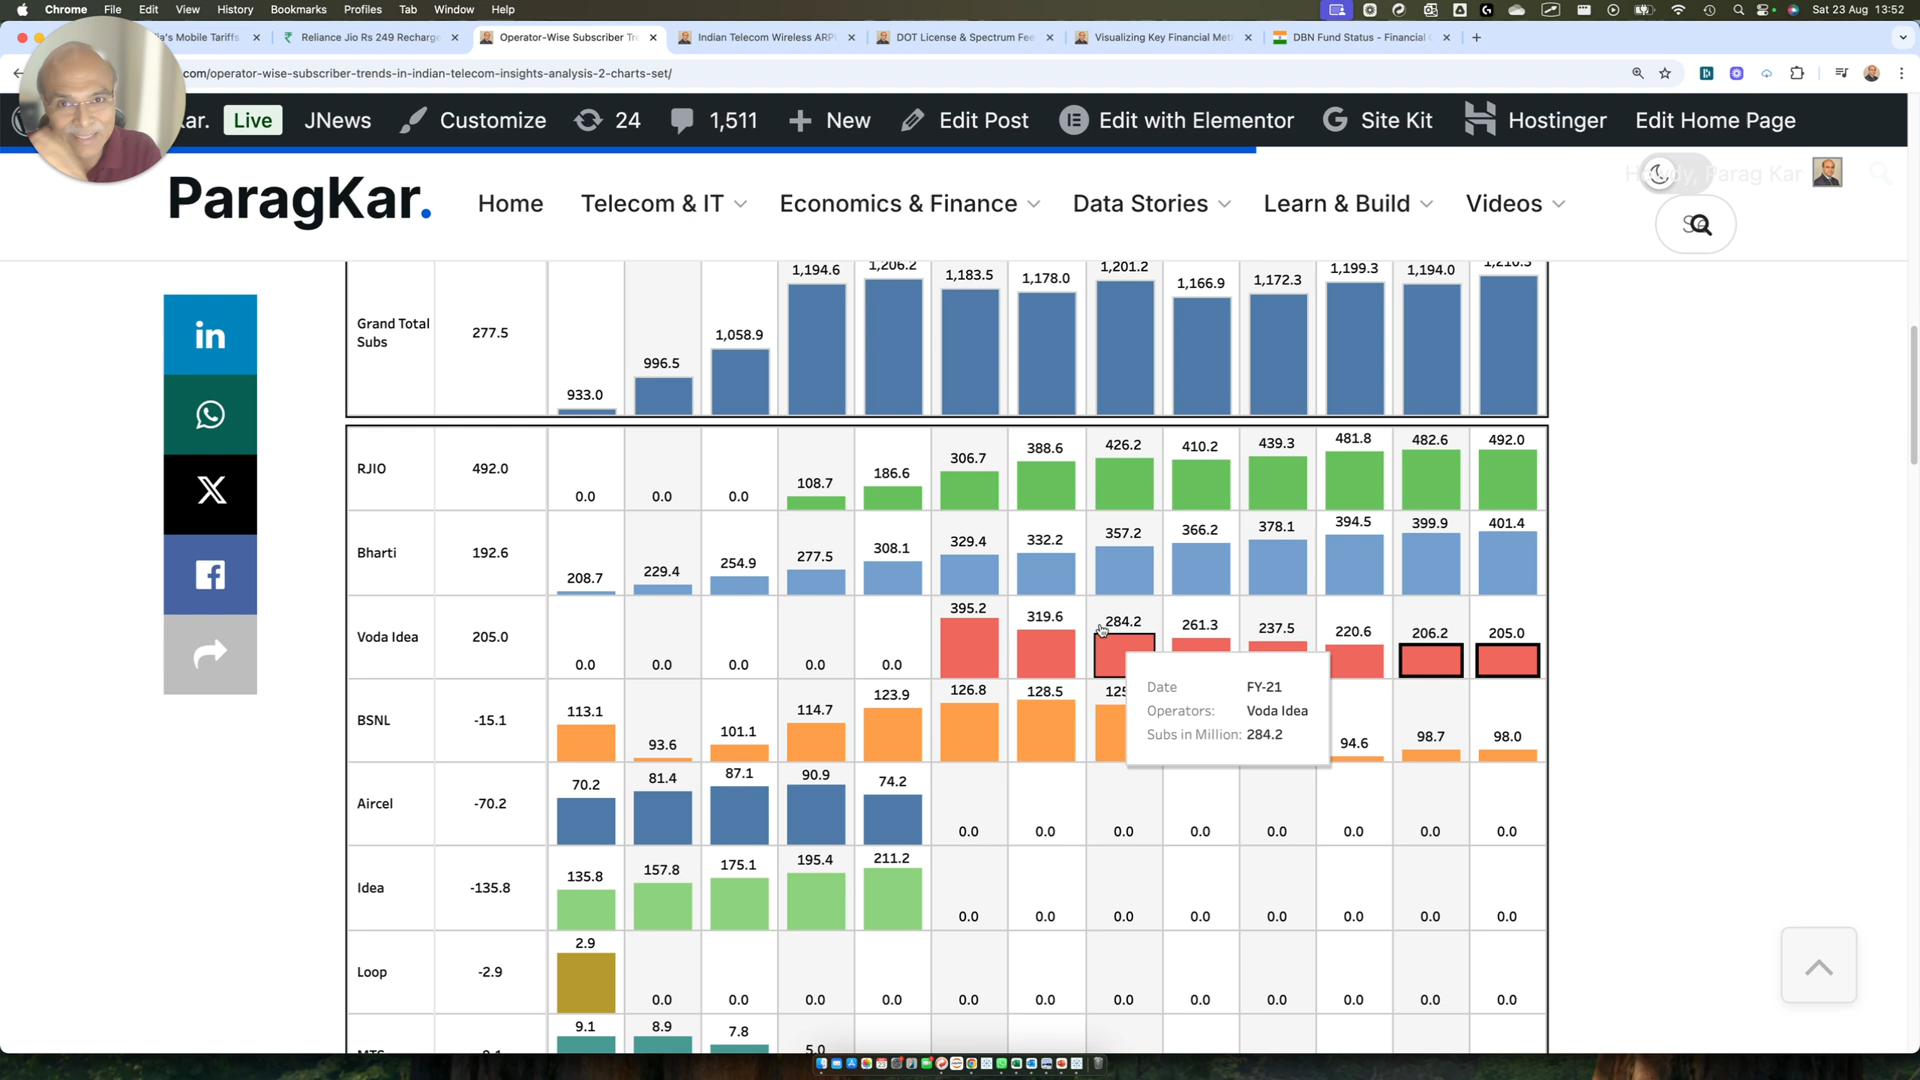 Chrome File Edit View History Bookmarks Profiles Tab Window Help Sat 23 Aug 13:52
ia's Mobile Tariffs ₹ Reliance Jio Rs 249 Recharge Operator-Wise Subscriber Tre Indian Telecom Wireless ARP DOT License & Spectrum Fee Visualizing Key Financial Met DBN Fund Status - Financial
com/operator-wise-subscriber-trends-in-indian-telecom-insights-analysis-2-charts-set/
kar. Live JNews Customize 24 1,511 New Edit Post Edit with Elementor Site Kit Hostinger Edit Home Page
Howdy, Parag Kar
ParagKar. Home Telecom & IT Economics & Finance Data Stories Learn & Build Videos
Grand Total Subs 277.5 933.0 996.5 1,058.9 1,194.6 1,206.2 1,183.5 1,178.0 1,201.2 1,166.9 1,172.3 1,199.3 1,194.0 1,210.5
RJIO 492.0 0.0 0.0 0.0 108.7 186.6 306.7 388.6 426.2 410.2 439.3 481.8 482.6 492.0
Bharti 192.6 208.7 229.4 254.9 277.5 308.1 329.4 332.2 357.2 366.2 378.1 394.5 399.9 401.4
Voda Idea 205.0 0.0 0.0 0.0 0.0 0.0 395.2 319.6 284.2 261.3 237.5 220.6 206.2 205.0
Date FY-21
Operators: Voda Idea
Subs in Million: 284.2
BSNL -15.1 113.1 93.6 101.1 114.7 123.9 126.8 128.5 94.6 98.7 98.0
Aircel -70.2 70.2 81.4 87.1 90.9 74.2 0.0 0.0 0.0 0.0 0.0 0.0 0.0 0.0
Idea -135.8 135.8 157.8 175.1 195.4 211.2 0.0 0.0 0.0 0.0 0.0 0.0 0.0 0.0
Loop -2.9 2.9 0.0 0.0 0.0 0.0 0.0 0.0 0.0 0.0 0.0 0.0 0.0 0.0
MTS 9.1 8.9 7.8 5.0